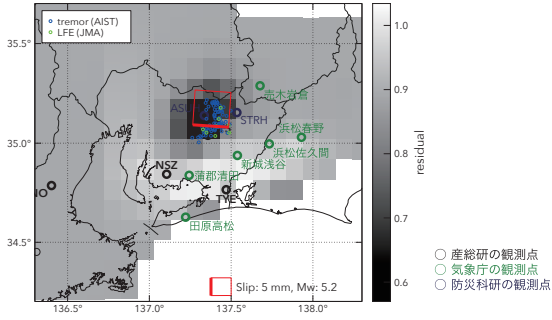 tremor (AIST)
LFE (JMA)
35.5°
35.0°
34.5°
136.5°
137.0°
137.5°
138.0°
売木岩倉
STRH
浜松春野
浜松佐久間
新城浅谷
NSZ
蒲郡清田
TYE
田原高松
Slip: 5 mm, Mw: 5.2
1.0
0.9
0.8
0.7
0.6
residual
産総研の観測点
気象庁の観測点
防災科研の観測点